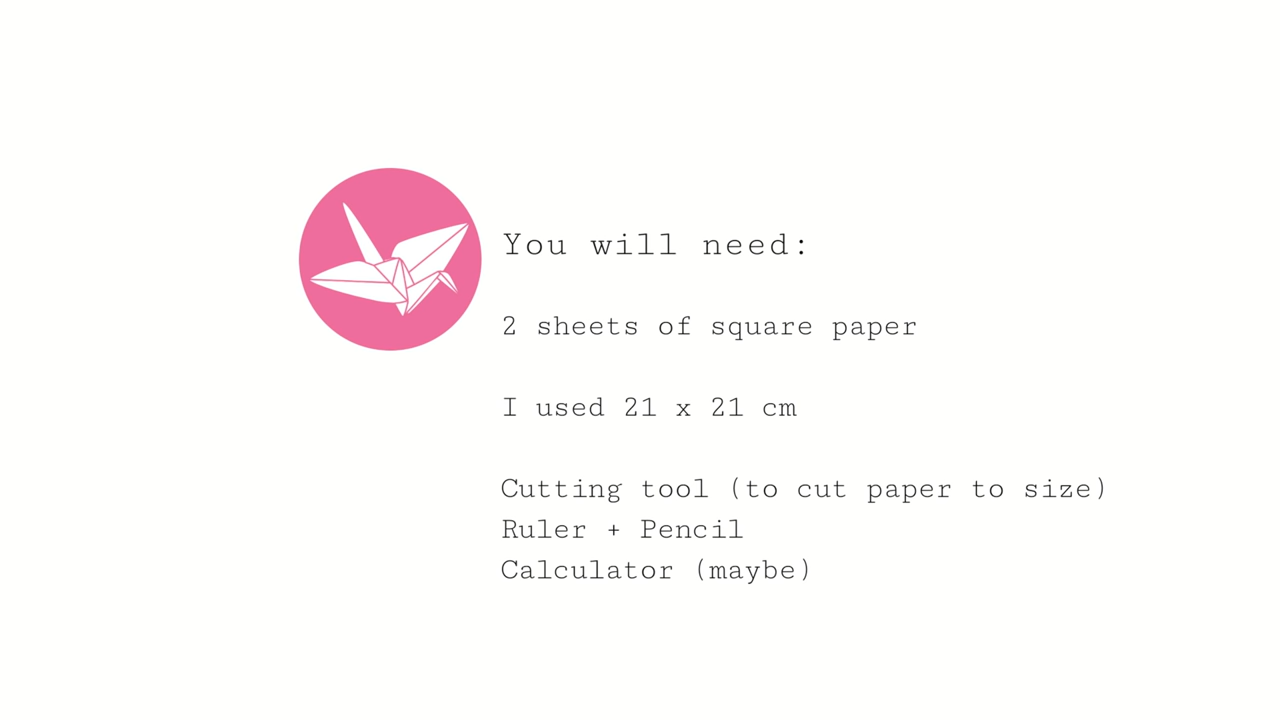 You will need:
2 sheets of square paper
I used 21 x 21 cm
Cutting tool (to cut paper to size)
Ruler + Pencil
Calculator (maybe)